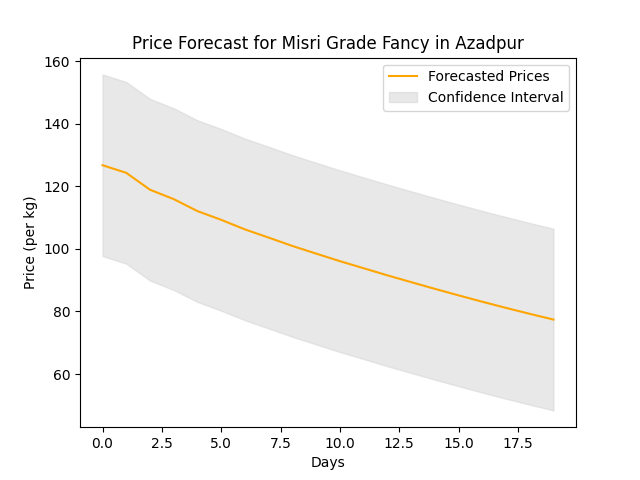 Price Forecast for Misri Grade Fancy in Azadpur
Forecasted Prices
Confidence Interval
Price (per kg)
160
140
120
100
80
60
0.0 2.5 5.0 7.5 10.0 12.5 15.0 17.5
Days